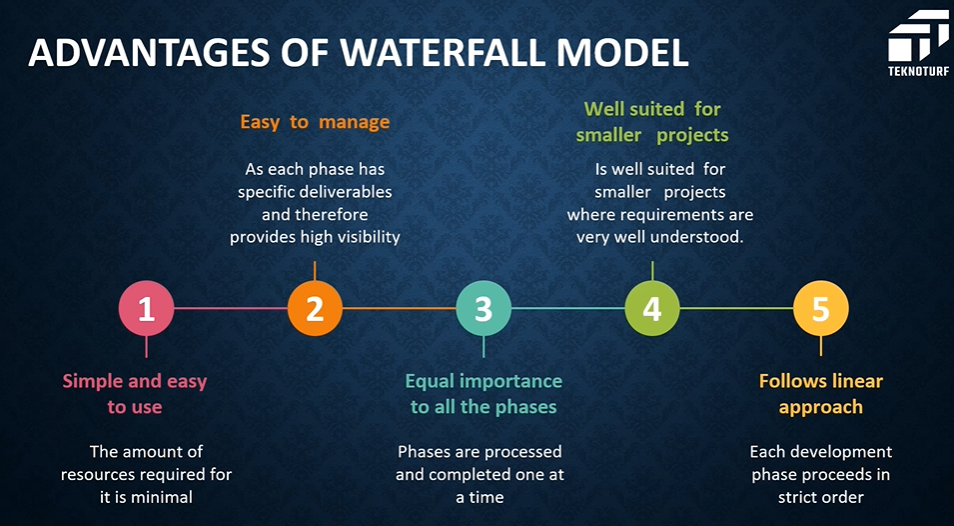 ADVANTAGES OF WATERFALL MODEL
TEKNOTURF
1
Simple and easy
to use
The amount of
resources required for
it is minimal
2
Easy to manage
As each phase has
specific deliverables
and therefore
provides high visibility
3
Equal importance
to all the phases
Phases are processed
and completed one at
a time
4
Well suited for
smaller projects
Is well suited for
smaller projects
where requirements are
very well understood.
5
Follows linear
approach
Each development
phase proceeds in
strict order